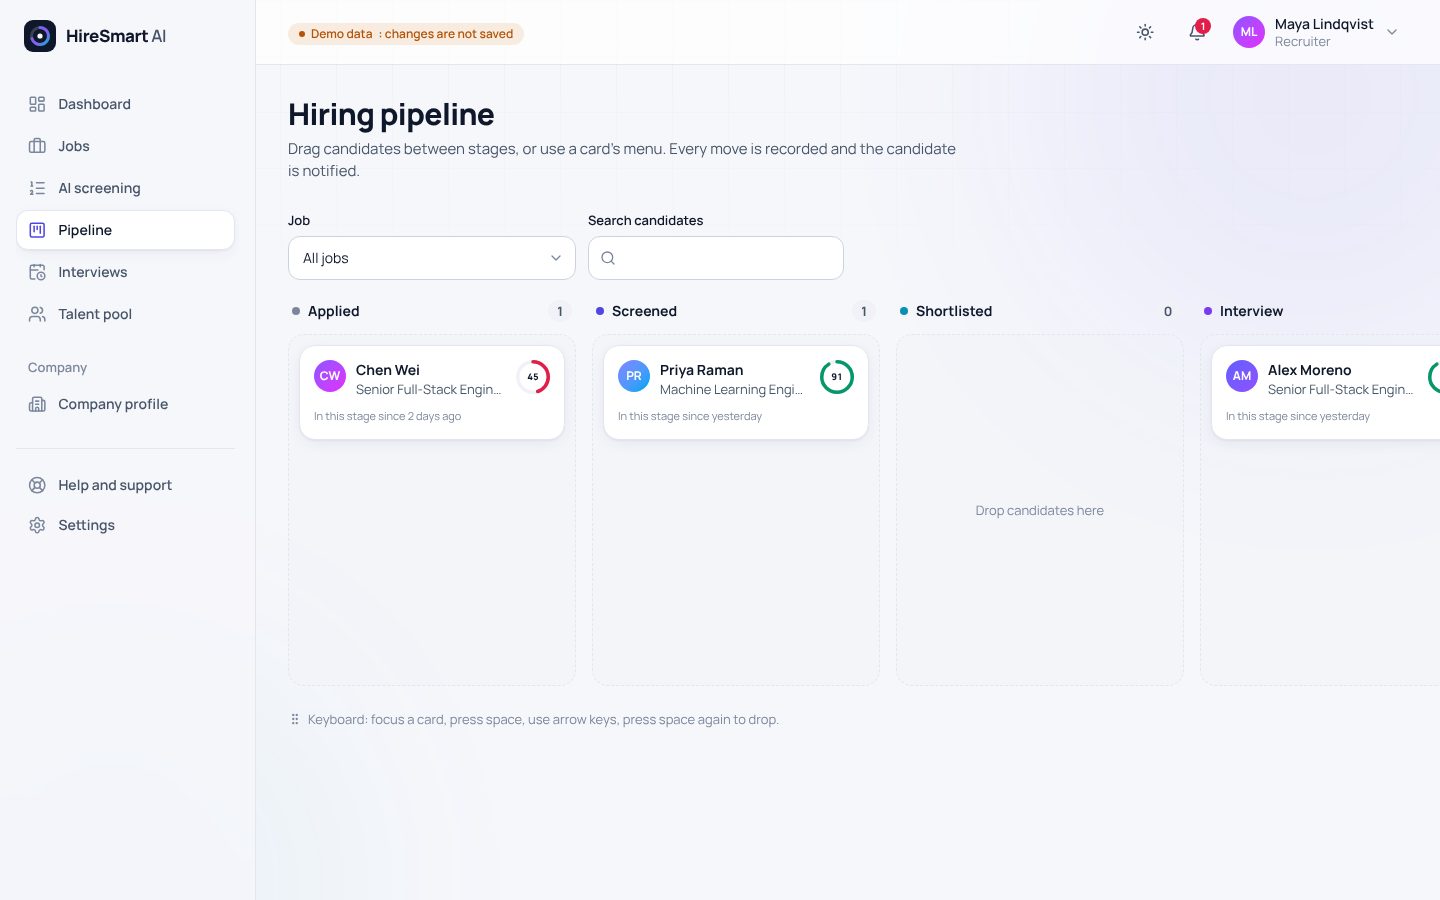 HireSmart AI
Demo data : changes are not saved
1
ML
Maya Lindqvist
Recruiter
Dashboard
Jobs
AI screening
Pipeline
Interviews
Talent pool
Company
Company profile
Help and support
Settings
Hiring pipeline
Drag candidates between stages, or use a card's menu. Every move is recorded and the candidate
is notified.
Job
Search candidates
All jobs
Applied 1
Screened 1
Shortlisted 0
Interview
CW
Chen Wei
Senior Full-Stack Engin...
45
In this stage since 2 days ago
PR
Priya Raman
Machine Learning Engi...
91
In this stage since yesterday
Drop candidates here
AM
Alex Moreno
Senior Full-Stack Engin...
In this stage since yesterday
Keyboard: focus a card, press space, use arrow keys, press space again to drop.